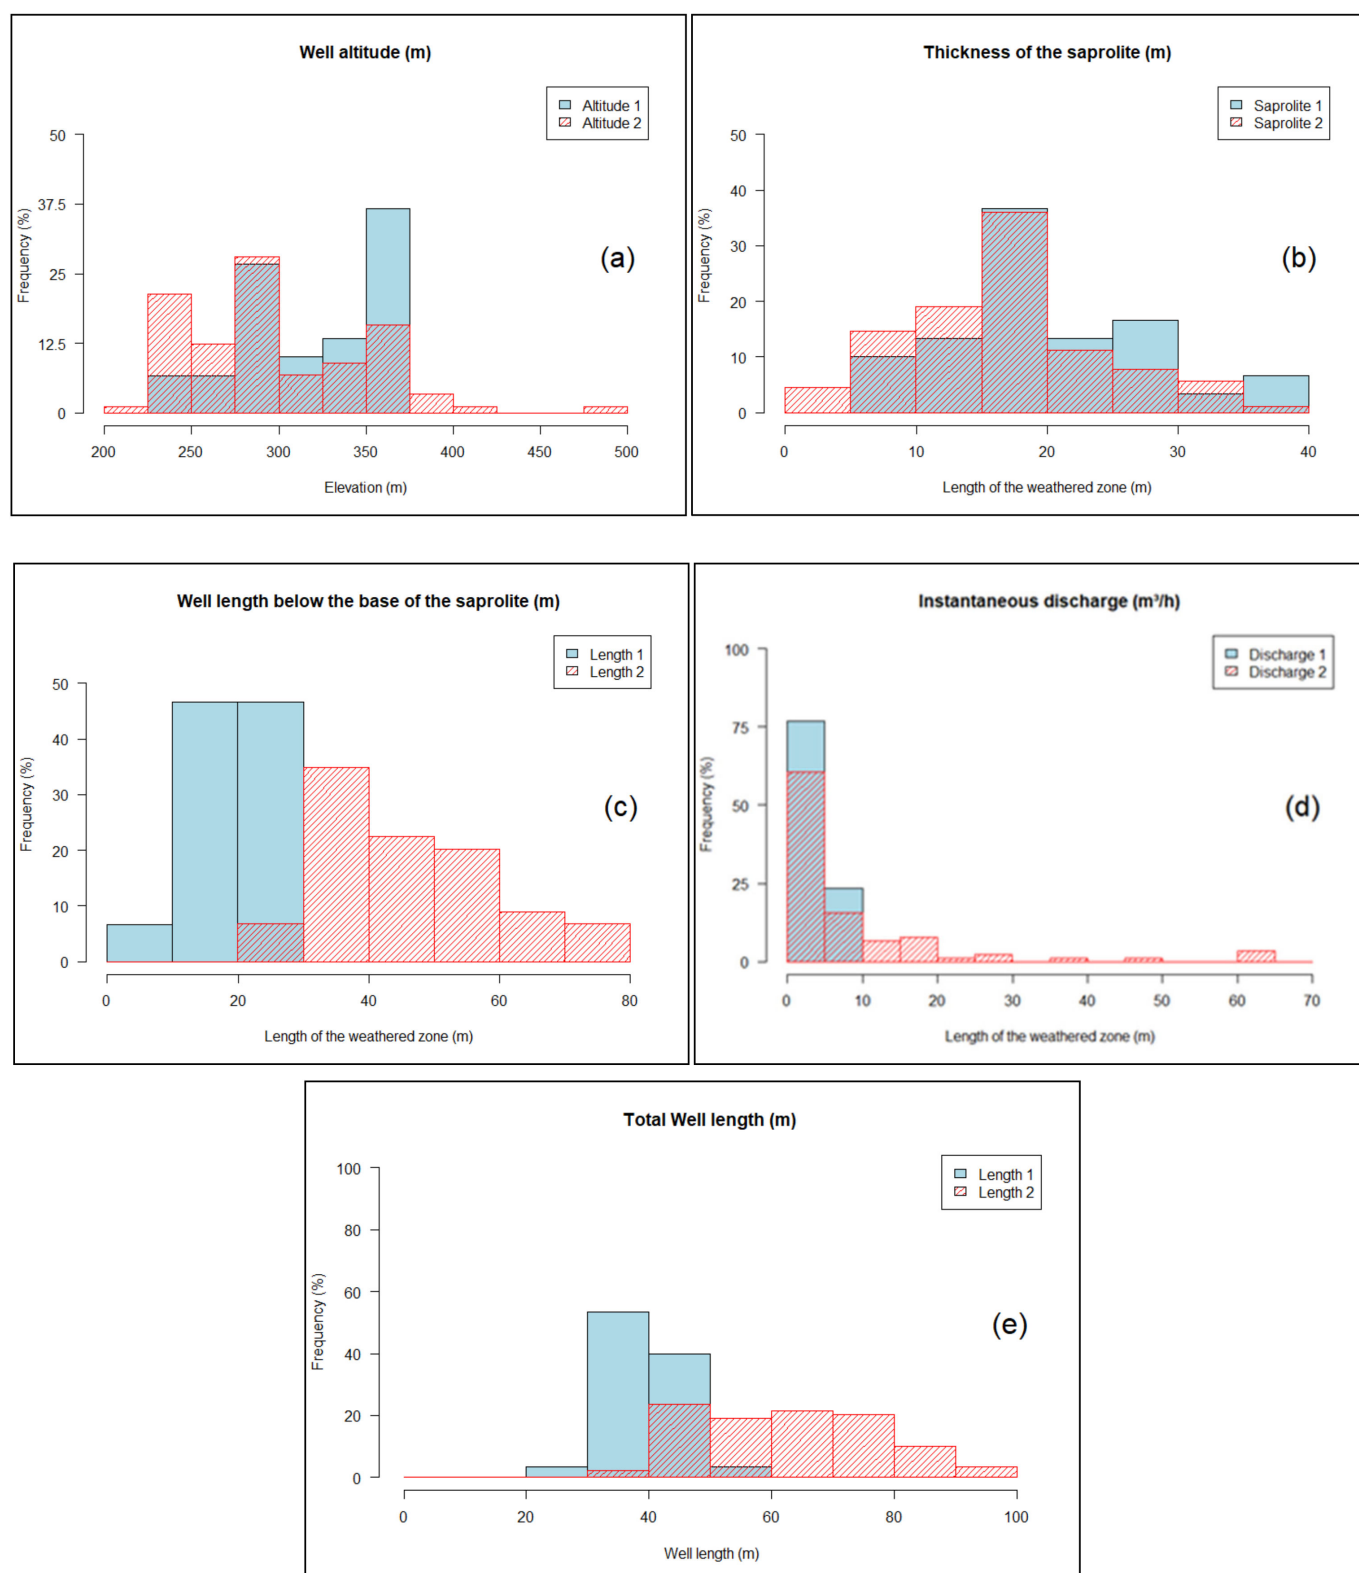 Well altitude (m)
Altitude 1
Altitude 2
50
37.5
25
12.5
0
Frequency (%)
(a)
200 250 300 350 400 450 500
Elevation (m)
Thickness of the saprolite (m)
Saprolite 1
Saprolite 2
50
40
30
20
10
0
Frequency (%)
(b)
0 10 20 30 40
Length of the weathered zone (m)
Well length below the base of the saprolite (m)
Length 1
Length 2
50
40
30
20
10
0
Frequency (%)
(c)
0 20 40 60 80
Length of the weathered zone (m)
Instantaneous discharge (m³/h)
Discharge 1
Discharge 2
100
75
50
25
0
Frequency (%)
(d)
0 10 20 30 40 50 60 70
Length of the weathered zone (m)
Total Well length (m)
Length 1
Length 2
100
80
60
40
20
0
Frequency (%)
(e)
0 20 40 60 80 100
Well length (m)